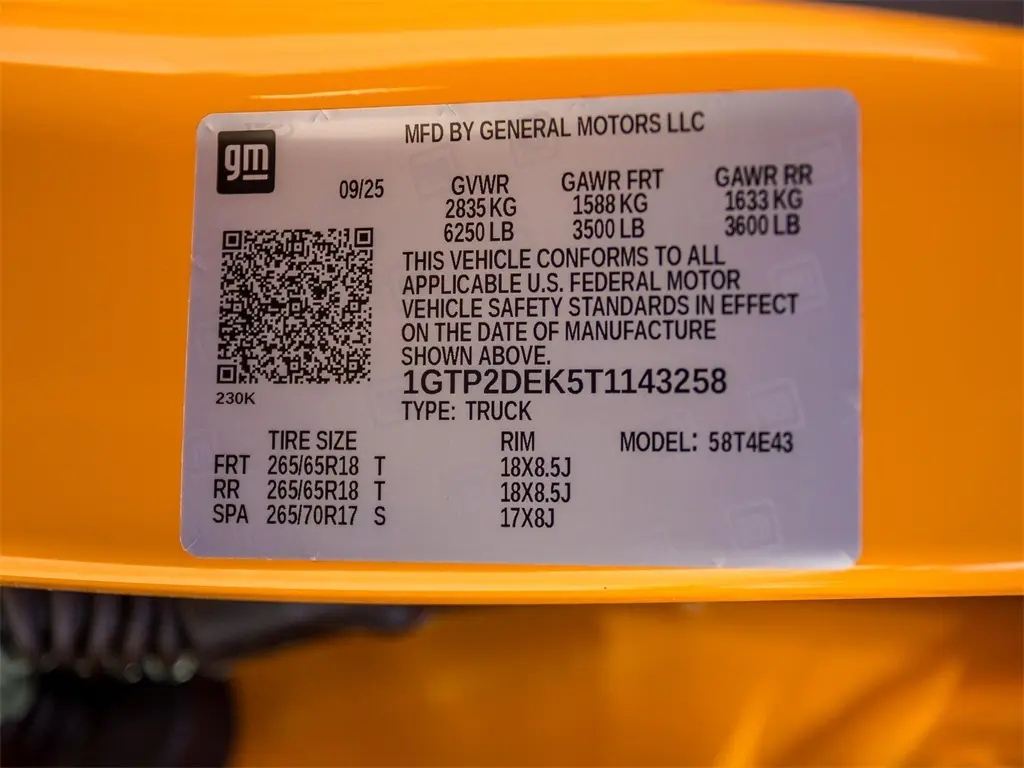 MFD BY GENERAL MOTORS LLC
gm
09/25 GVWR GAWR FRT GAWR RR
2835 KG 1588 KG 1633 KG
6250 LB 3500 LB 3600 LB
THIS VEHICLE CONFORMS TO ALL
APPLICABLE U.S. FEDERAL MOTOR
VEHICLE SAFETY STANDARDS IN EFFECT
ON THE DATE OF MANUFACTURE
SHOWN ABOVE.
1GTP2DEK5T1143258
230K
TYPE: TRUCK
TIRE SIZE RIM MODEL: 58T4E43
FRT 265/65R18 T 18X8.5J
RR 265/65R18 T 18X8.5J
SPA 265/70R17 S 17X8J